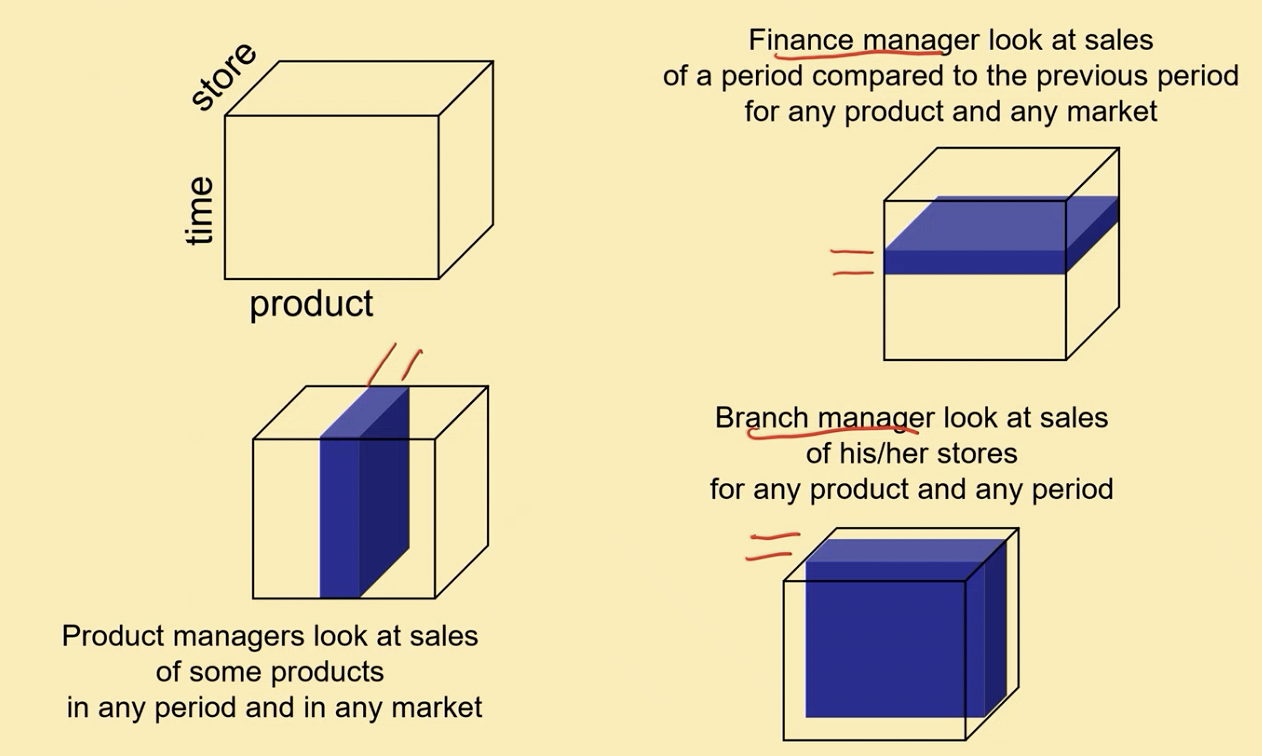 store
time
product
Finance manager look at sales
of a period compared to the previous period
for any product and any market
Product managers look at sales
of some products
in any period and in any market
Branch manager look at sales
of his/her stores
for any product and any period